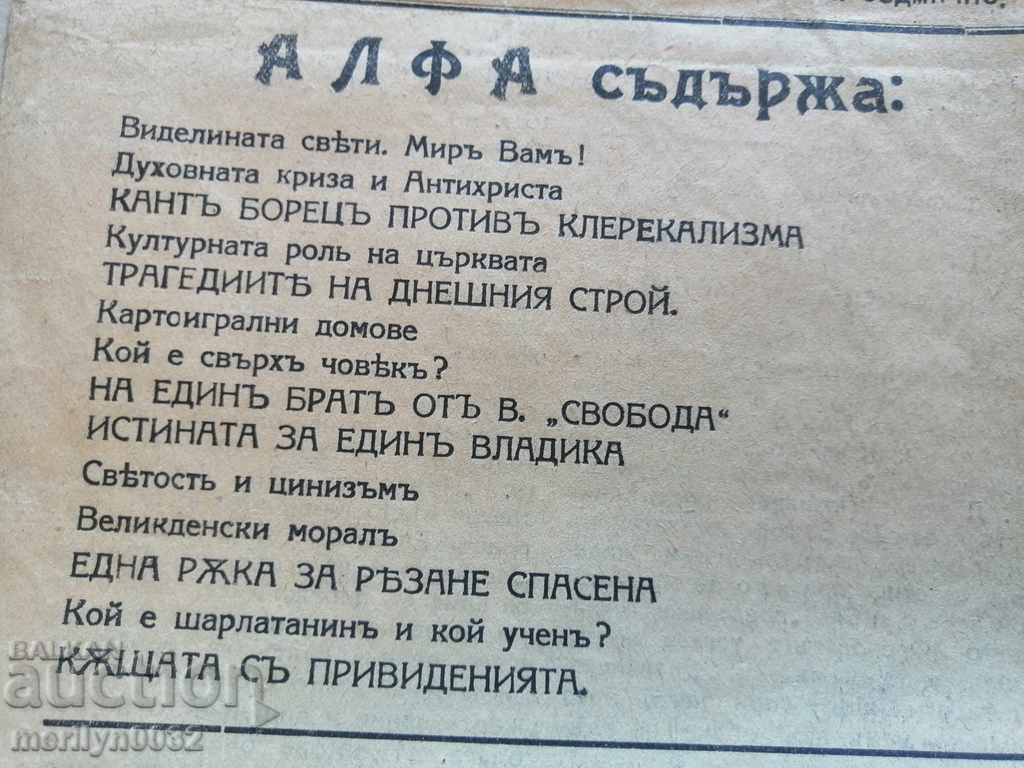 седмично.
АЛФА съдържа:
Виделината свѣти. Миръ Вамъ!
Духовната криза и Антихриста
КАНТЪ БОРЕЦЪ ПРОТИВЪ КЛЕРЕКАЛИЗМА
Културната роль на църквата
ТРАГЕДИИТѢ НА ДНЕШНИЯ СТРОЙ.
Картоигрални домове
Кой е свърхъ човѣкъ?
НА ЕДИНЪ БРАТЪ ОТЪ В. „СВОБОДА“
ИСТИНАТА ЗА ЕДИНЪ ВЛАДИКА
Свѣтость и цинизъмъ
Великденски моралъ
ЕДНА РѪКА ЗА РѢЗАНЕ СПАСЕНА
Кой е шарлатанинъ и кой ученъ?
КѪЩАТА СЪ ПРИВИДЕНИЯТА.
BALKAN
auction
merilyn0032